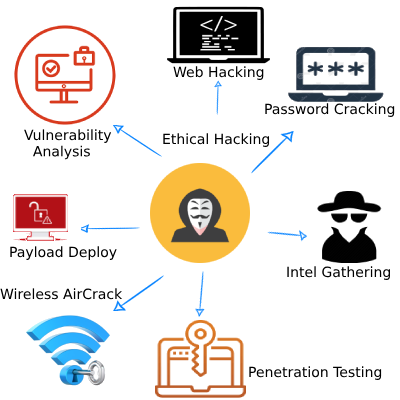 </>
Web Hacking
***
Password Cracking
Vulnerability
Analysis
Ethical Hacking
Payload Deploy
Intel Gathering
Wireless AirCrack
Penetration Testing